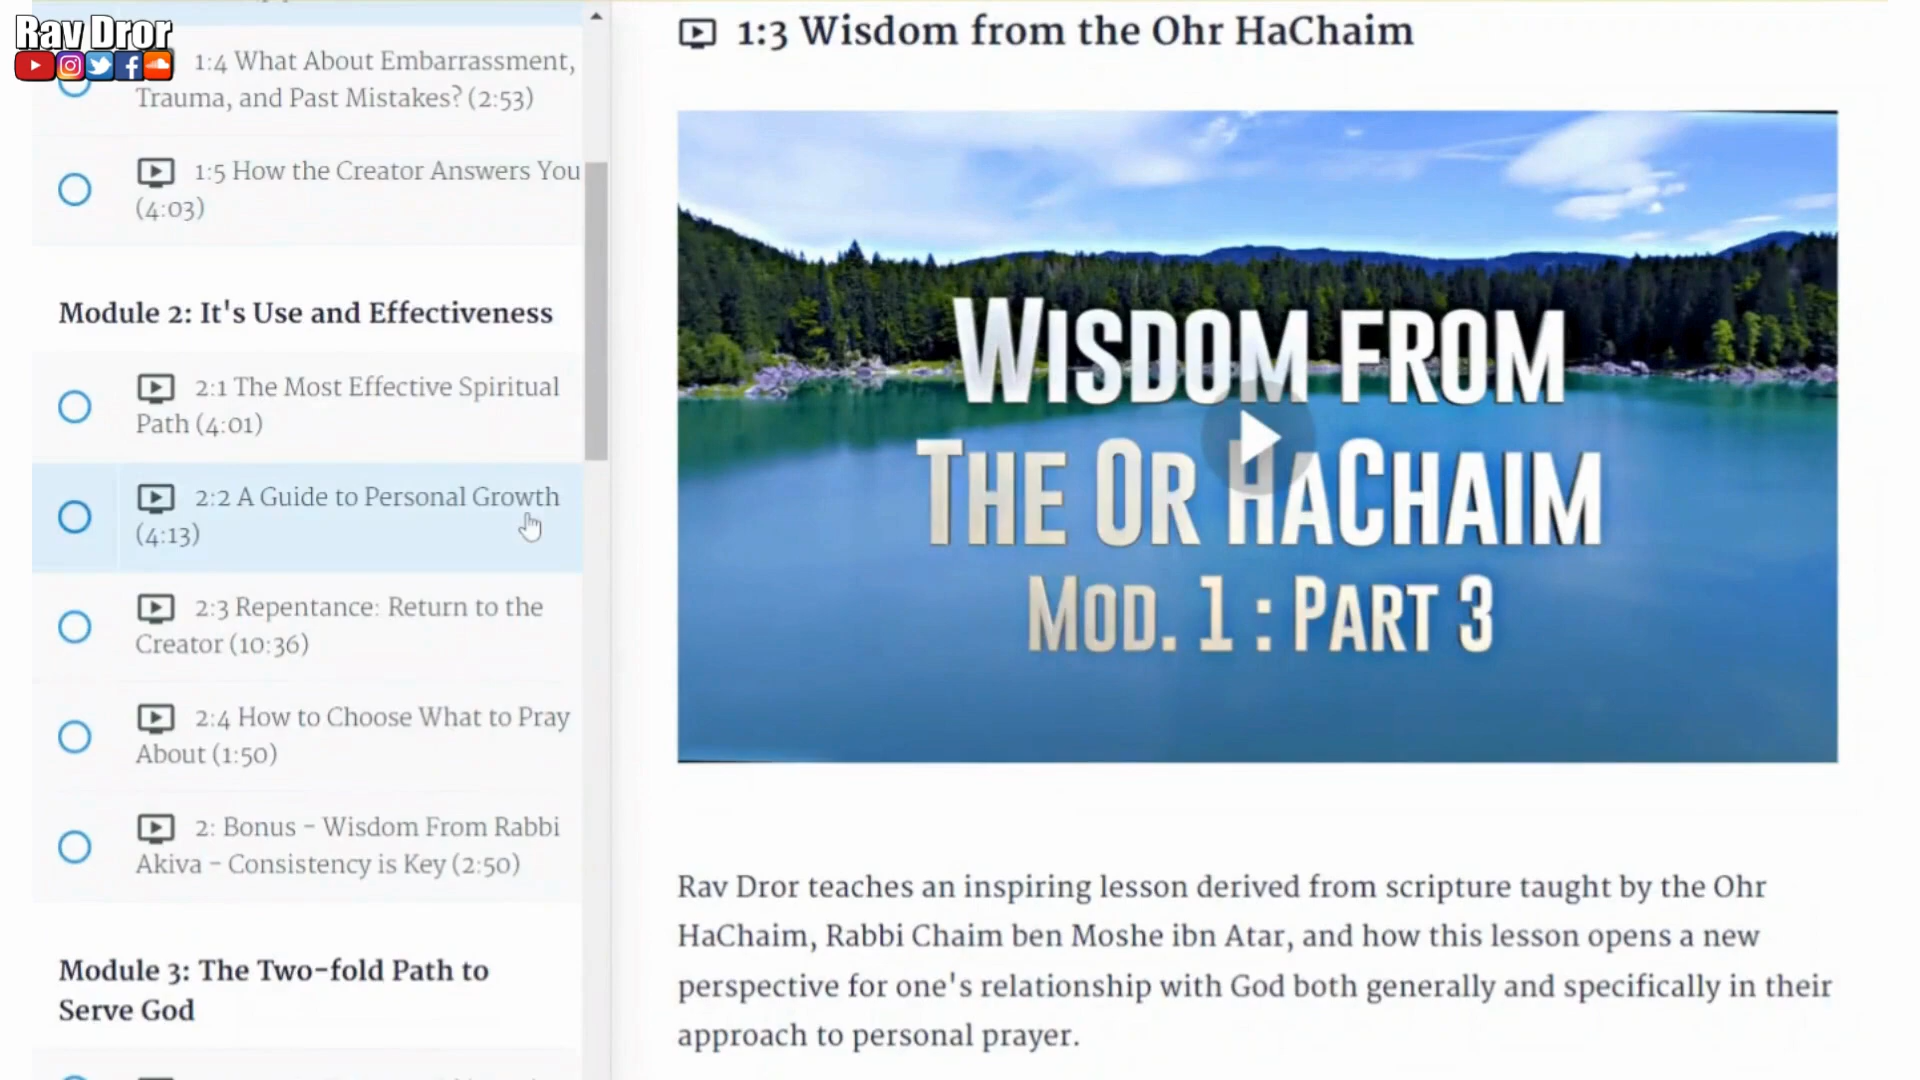 Rav Dror
1:4 What About Embarrassment,
Trauma, and Past Mistakes? (2:53)
1:5 How the Creator Answers You
(4:03)
Module 2: It's Use and Effectiveness
2:1 The Most Effective Spiritual
Path (4:01)
2:2 A Guide to Personal Growth
(4:13)
2:3 Repentance: Return to the
Creator (10:36)
2:4 How to Choose What to Pray
About (1:50)
2: Bonus - Wisdom From Rabbi
Akiva - Consistency is Key (2:50)
Module 3: The Two-fold Path to
Serve God
1:3 Wisdom from the Ohr HaChaim
WISDOM FROM
THE OR HACHAIM
MOD. 1 : PART 3
Rav Dror teaches an inspiring lesson derived from scripture taught by the Ohr
HaChaim, Rabbi Chaim ben Moshe ibn Atar, and how this lesson opens a new
perspective for one's relationship with God both generally and specifically in their
approach to personal prayer.